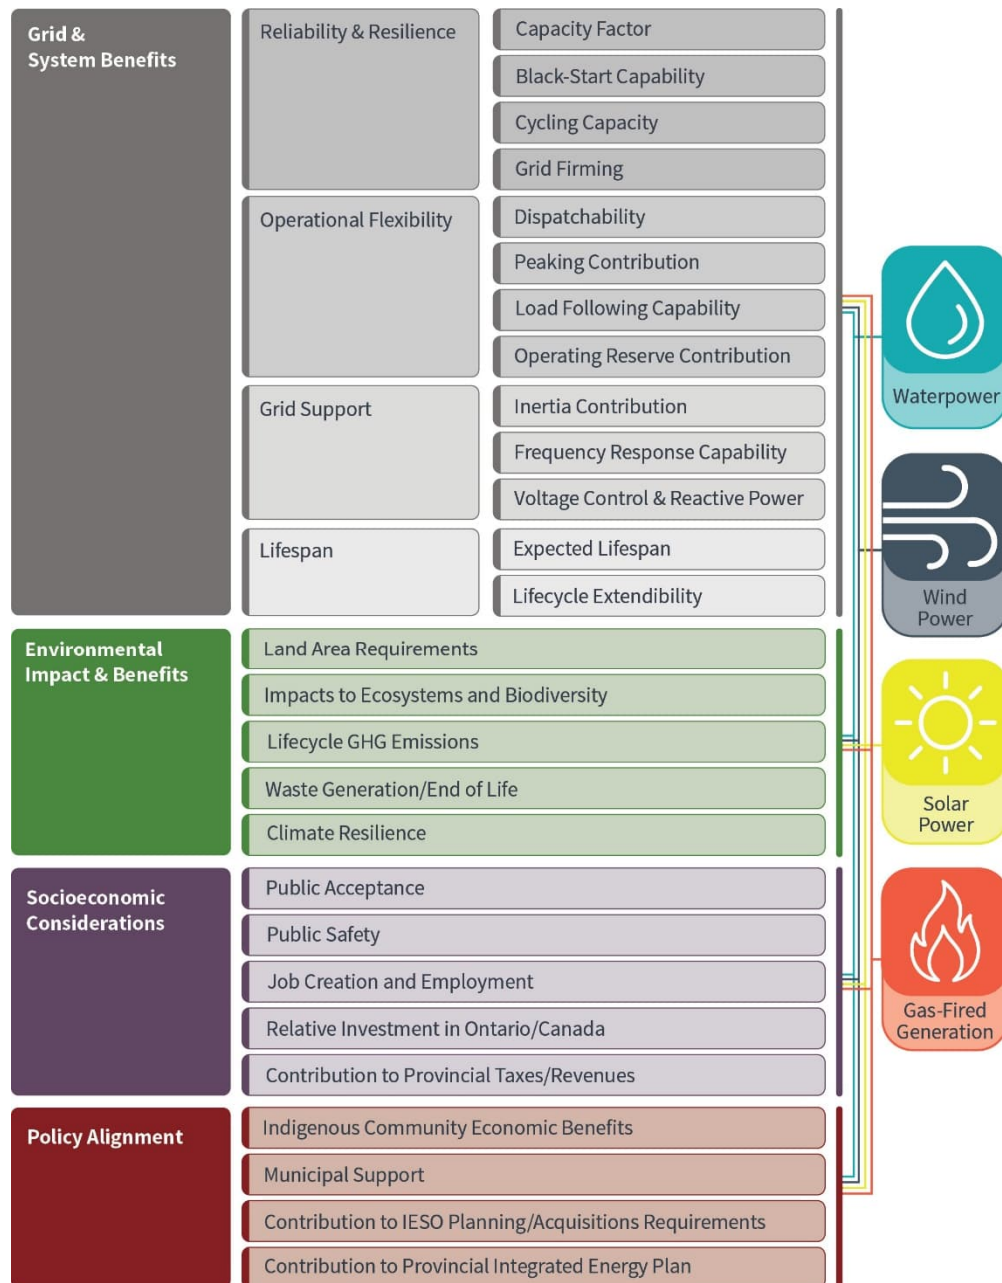 Grid &
System Benefits
Reliability & Resilience
Capacity Factor
Black-Start Capability
Cycling Capacity
Grid Firming
Operational Flexibility
Dispatchability
Peaking Contribution
Load Following Capability
Operating Reserve Contribution
Grid Support
Inertia Contribution
Frequency Response Capability
Voltage Control & Reactive Power
Lifespan
Expected Lifespan
Lifecycle Extendibility
Environmental
Impact & Benefits
Land Area Requirements
Impacts to Ecosystems and Biodiversity
Lifecycle GHG Emissions
Waste Generation/End of Life
Climate Resilience
Socioeconomic
Considerations
Public Acceptance
Public Safety
Job Creation and Employment
Relative Investment in Ontario/Canada
Contribution to Provincial Taxes/Revenues
Policy Alignment
Indigenous Community Economic Benefits
Municipal Support
Contribution to IESO Planning/Acquisitions Requirements
Contribution to Provincial Integrated Energy Plan
Waterpower
Wind
Power
Solar
Power
Gas-Fired
Generation